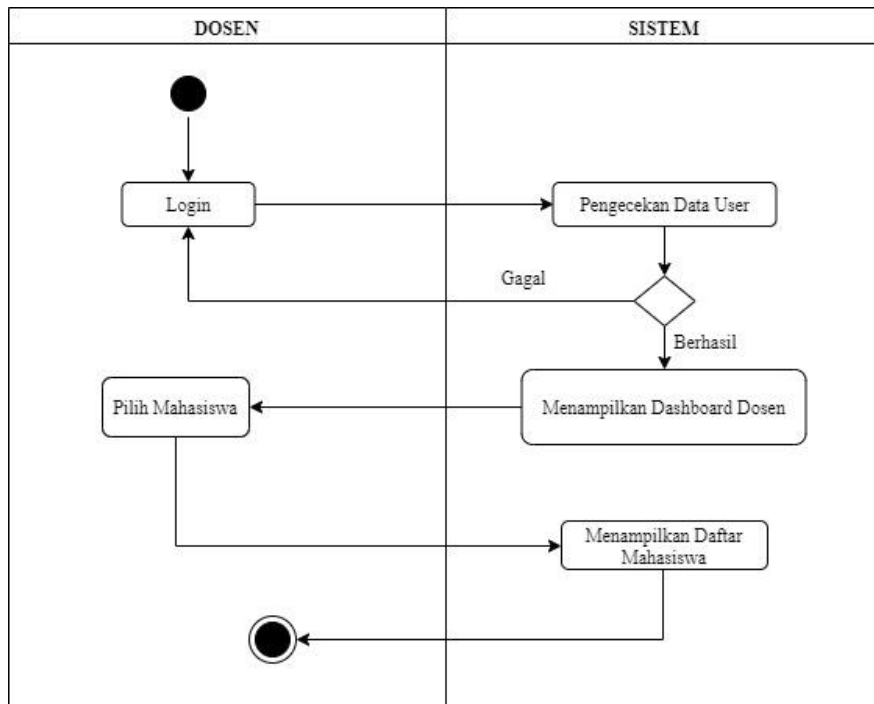 DOSEN
SISTEM
Login
Pengecekan Data User
Gagal
Berhasil
Pilih Mahasiswa
Menampilkan Dashboard Dosen
Menampilkan Daftar
Mahasiswa